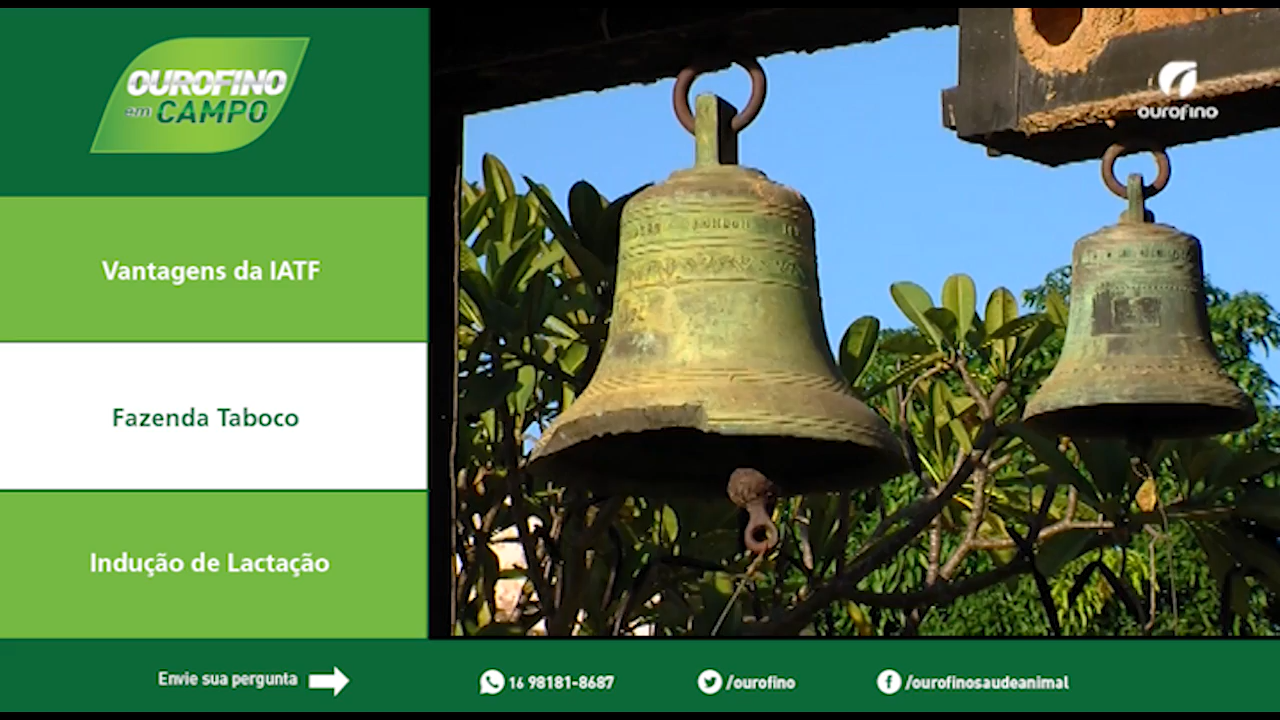 OUROFINO
em CAMPO
ourofino
Vantagens da IATF
Fazenda Taboco
Indução de Lactação
Envie sua pergunta
16 98181-8687
/ourofino
/ourofinosaudeanimal